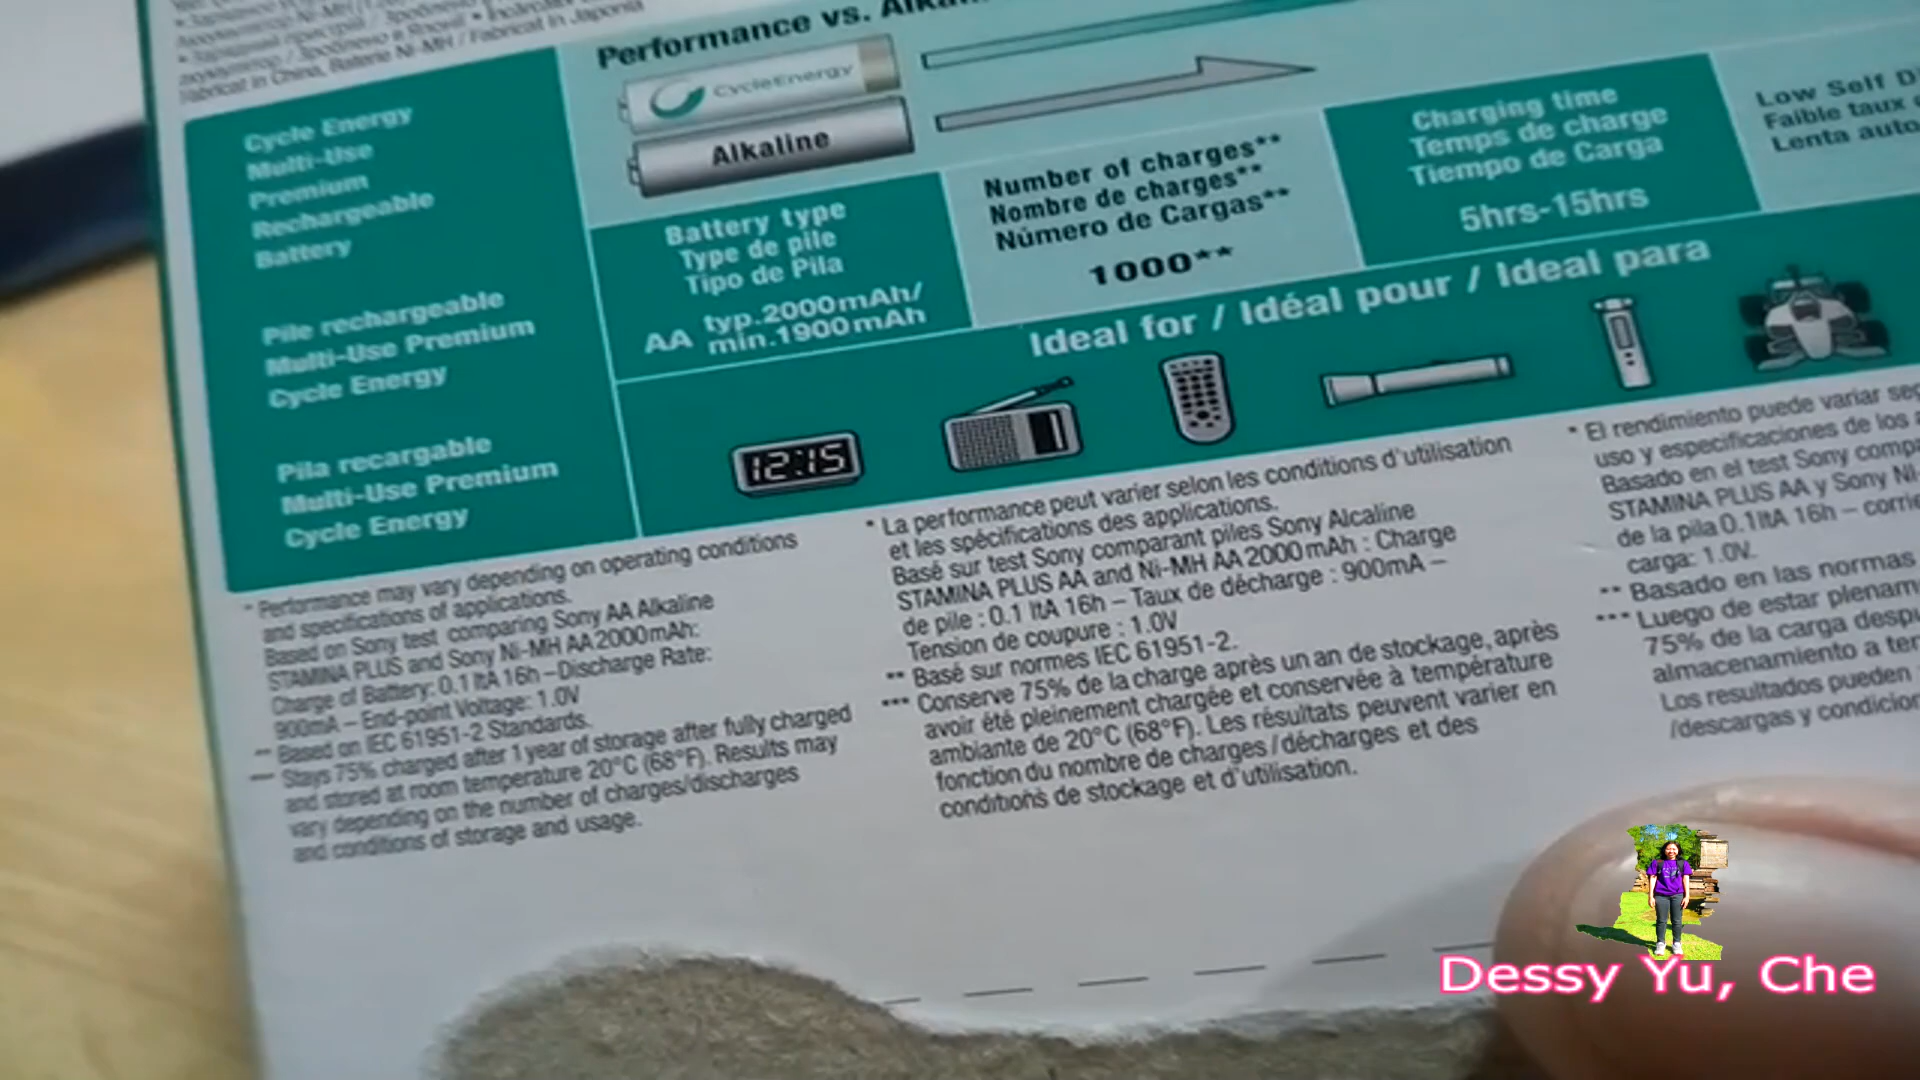 Fabricat in China, Baterie Ni-MH / Fabricat in Japonia
Performance vs.
CycleEnergy
Alkaline
Cycle Energy
Multi-Use
Premium
Rechargeable
Battery
Pile rechargeable
Multi-Use Premium
Cycle Energy
Pila recargable
Multi-Use Premium
Cycle Energy
Battery type
Type de pile
Tipo de Pila
AA typ.2000mAh/
min.1900mAh
Number of charges**
Nombre de charges**
Número de Cargas**
1000**
Charging time
Temps de charge
Tiempo de Carga
5hrs-15hrs
Low Self
Faible taux
Lenta
Ideal for / Idéal pour / Ideal para
12:15
* Performance may vary depending on operating conditions
and specifications of applications.
Based on Sony test comparing Sony AA Alkaline
STAMINA PLUS and Sony Ni-MH AA 2000mAh:
Charge of Battery: 0.1 ItA 16h – Discharge Rate:
900mA – End-point Voltage: 1.0V
** Based on IEC 61951-2 Standards.
*** Stays 75% charged after 1 year of storage after fully charged
and stored at room temperature 20°C (68°F). Results may
vary depending on the number of charges/discharges
and conditions of storage and usage.
* La performance peut varier selon les conditions d'utilisation
et les spécifications des applications.
Basé sur test Sony comparant piles Sony Alcaline
STAMINA PLUS AA and Ni-MH AA 2000 mAh : Charge
de pile : 0.1 ItA 16h – Taux de décharge : 900mA –
Tension de coupure : 1.0V
** Basé sur normes IEC 61951-2.
*** Conserve 75% de la charge après un an de stockage, après
avoir été pleinement chargée et conservée à température
ambiante de 20°C (68°F). Les résultats peuvent varier en
fonction du nombre de charges / décharges et des
conditions de stockage et d'utilisation.
* El rendimiento puede variar
uso y especificaciones de los
Basado en el test Sony
STAMINA PLUS AA y Sony
de la pila 0.1ItA 16h –
carga: 1.0V.
** Basado en las normas
*** Luego de estar
75% de la carga
almacenamiento a
Los resultados pueden
/descargas y
Dessy Yu, Che